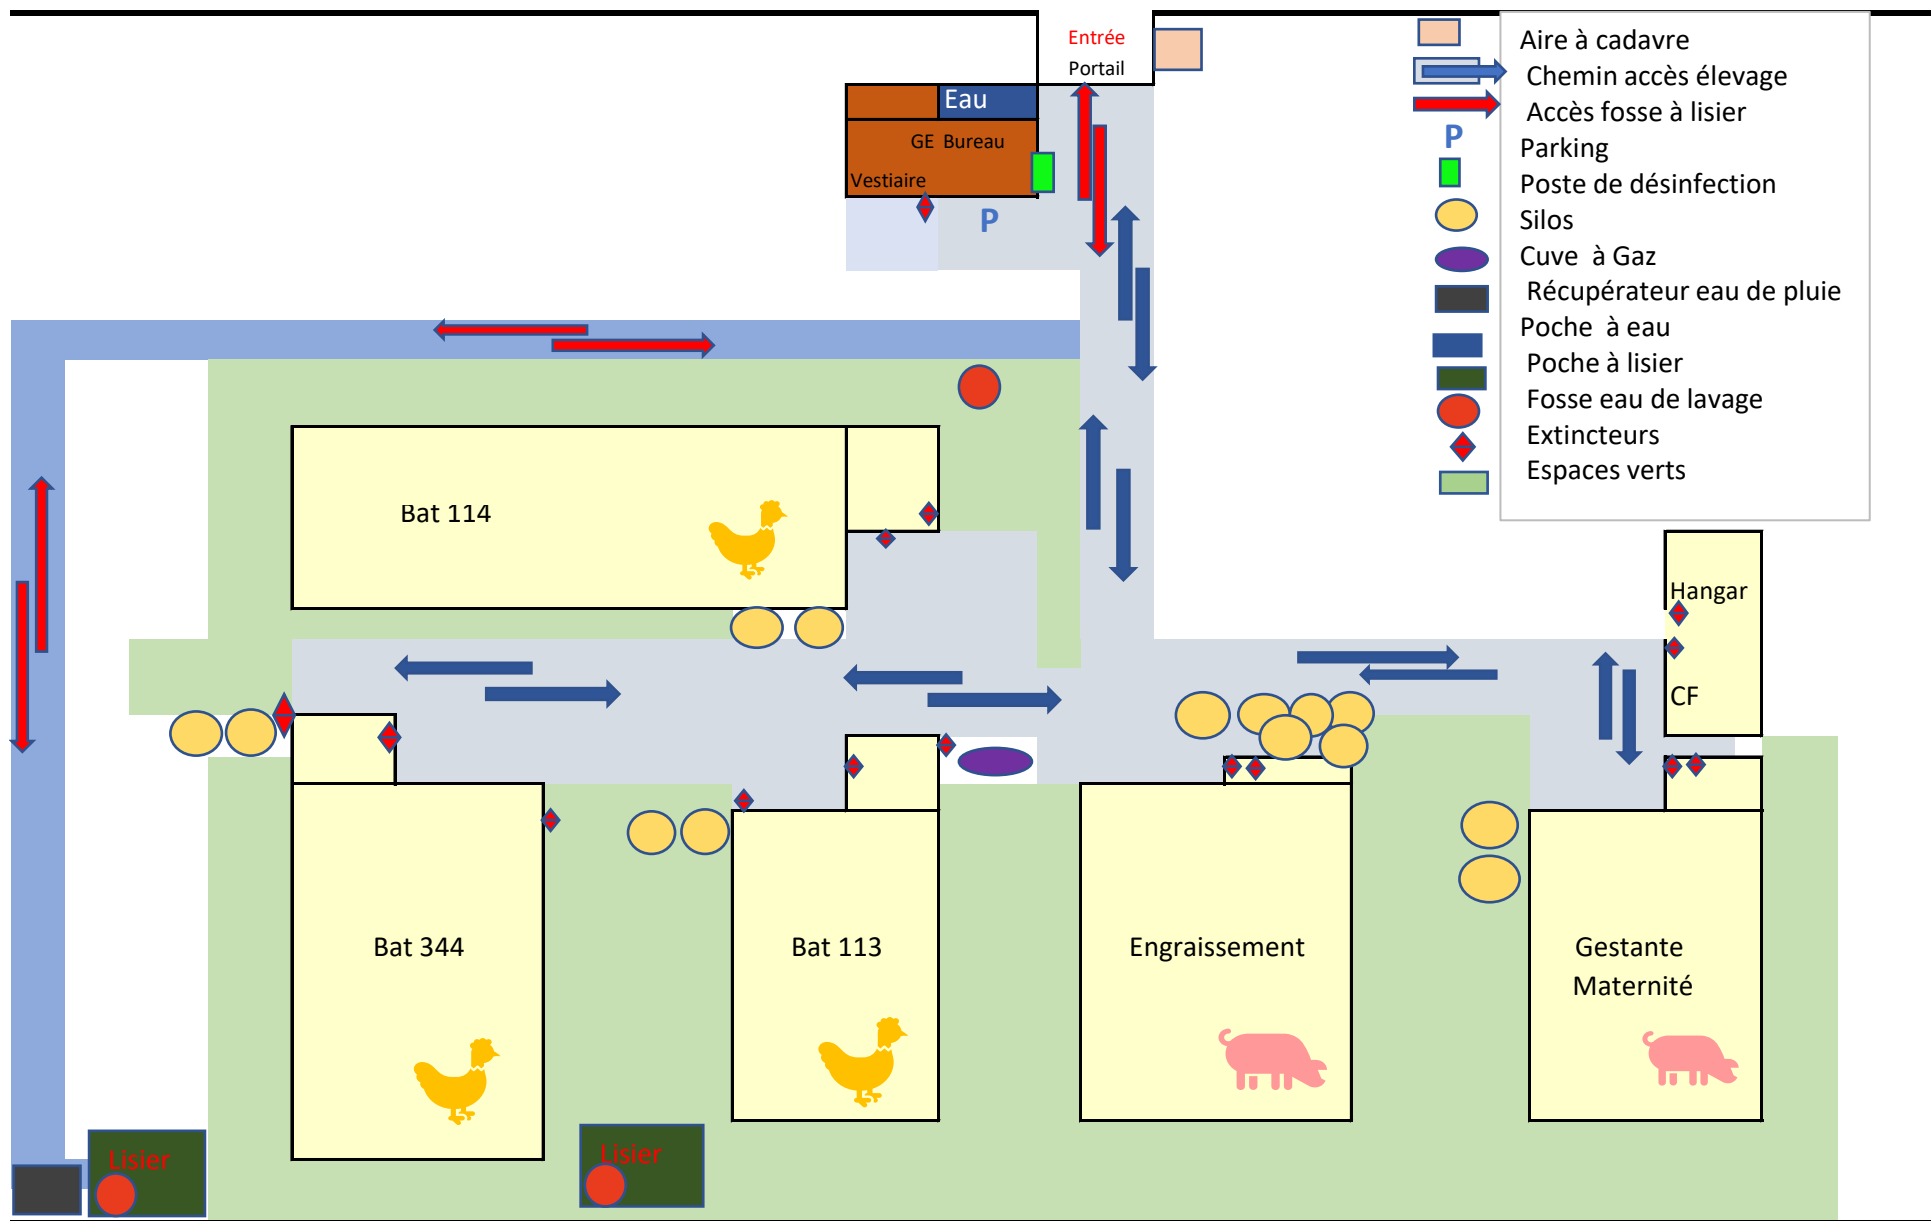 Entrée
Portail
Eau
GE Bureau
Vestiaire
P
Aire à cadavre
Chemin accès élevage
Accès fosse à lisier
P
Parking
Poste de désinfection
Silos
Cuve à Gaz
Récupérateur eau de pluie
Poche à eau
Poche à lisier
Fosse eau de lavage
Extincteurs
Espaces verts
Bat 114
Hangar
CF
Bat 344
Bat 113
Engraissement
Gestante
Maternité
Lisier
Lisier